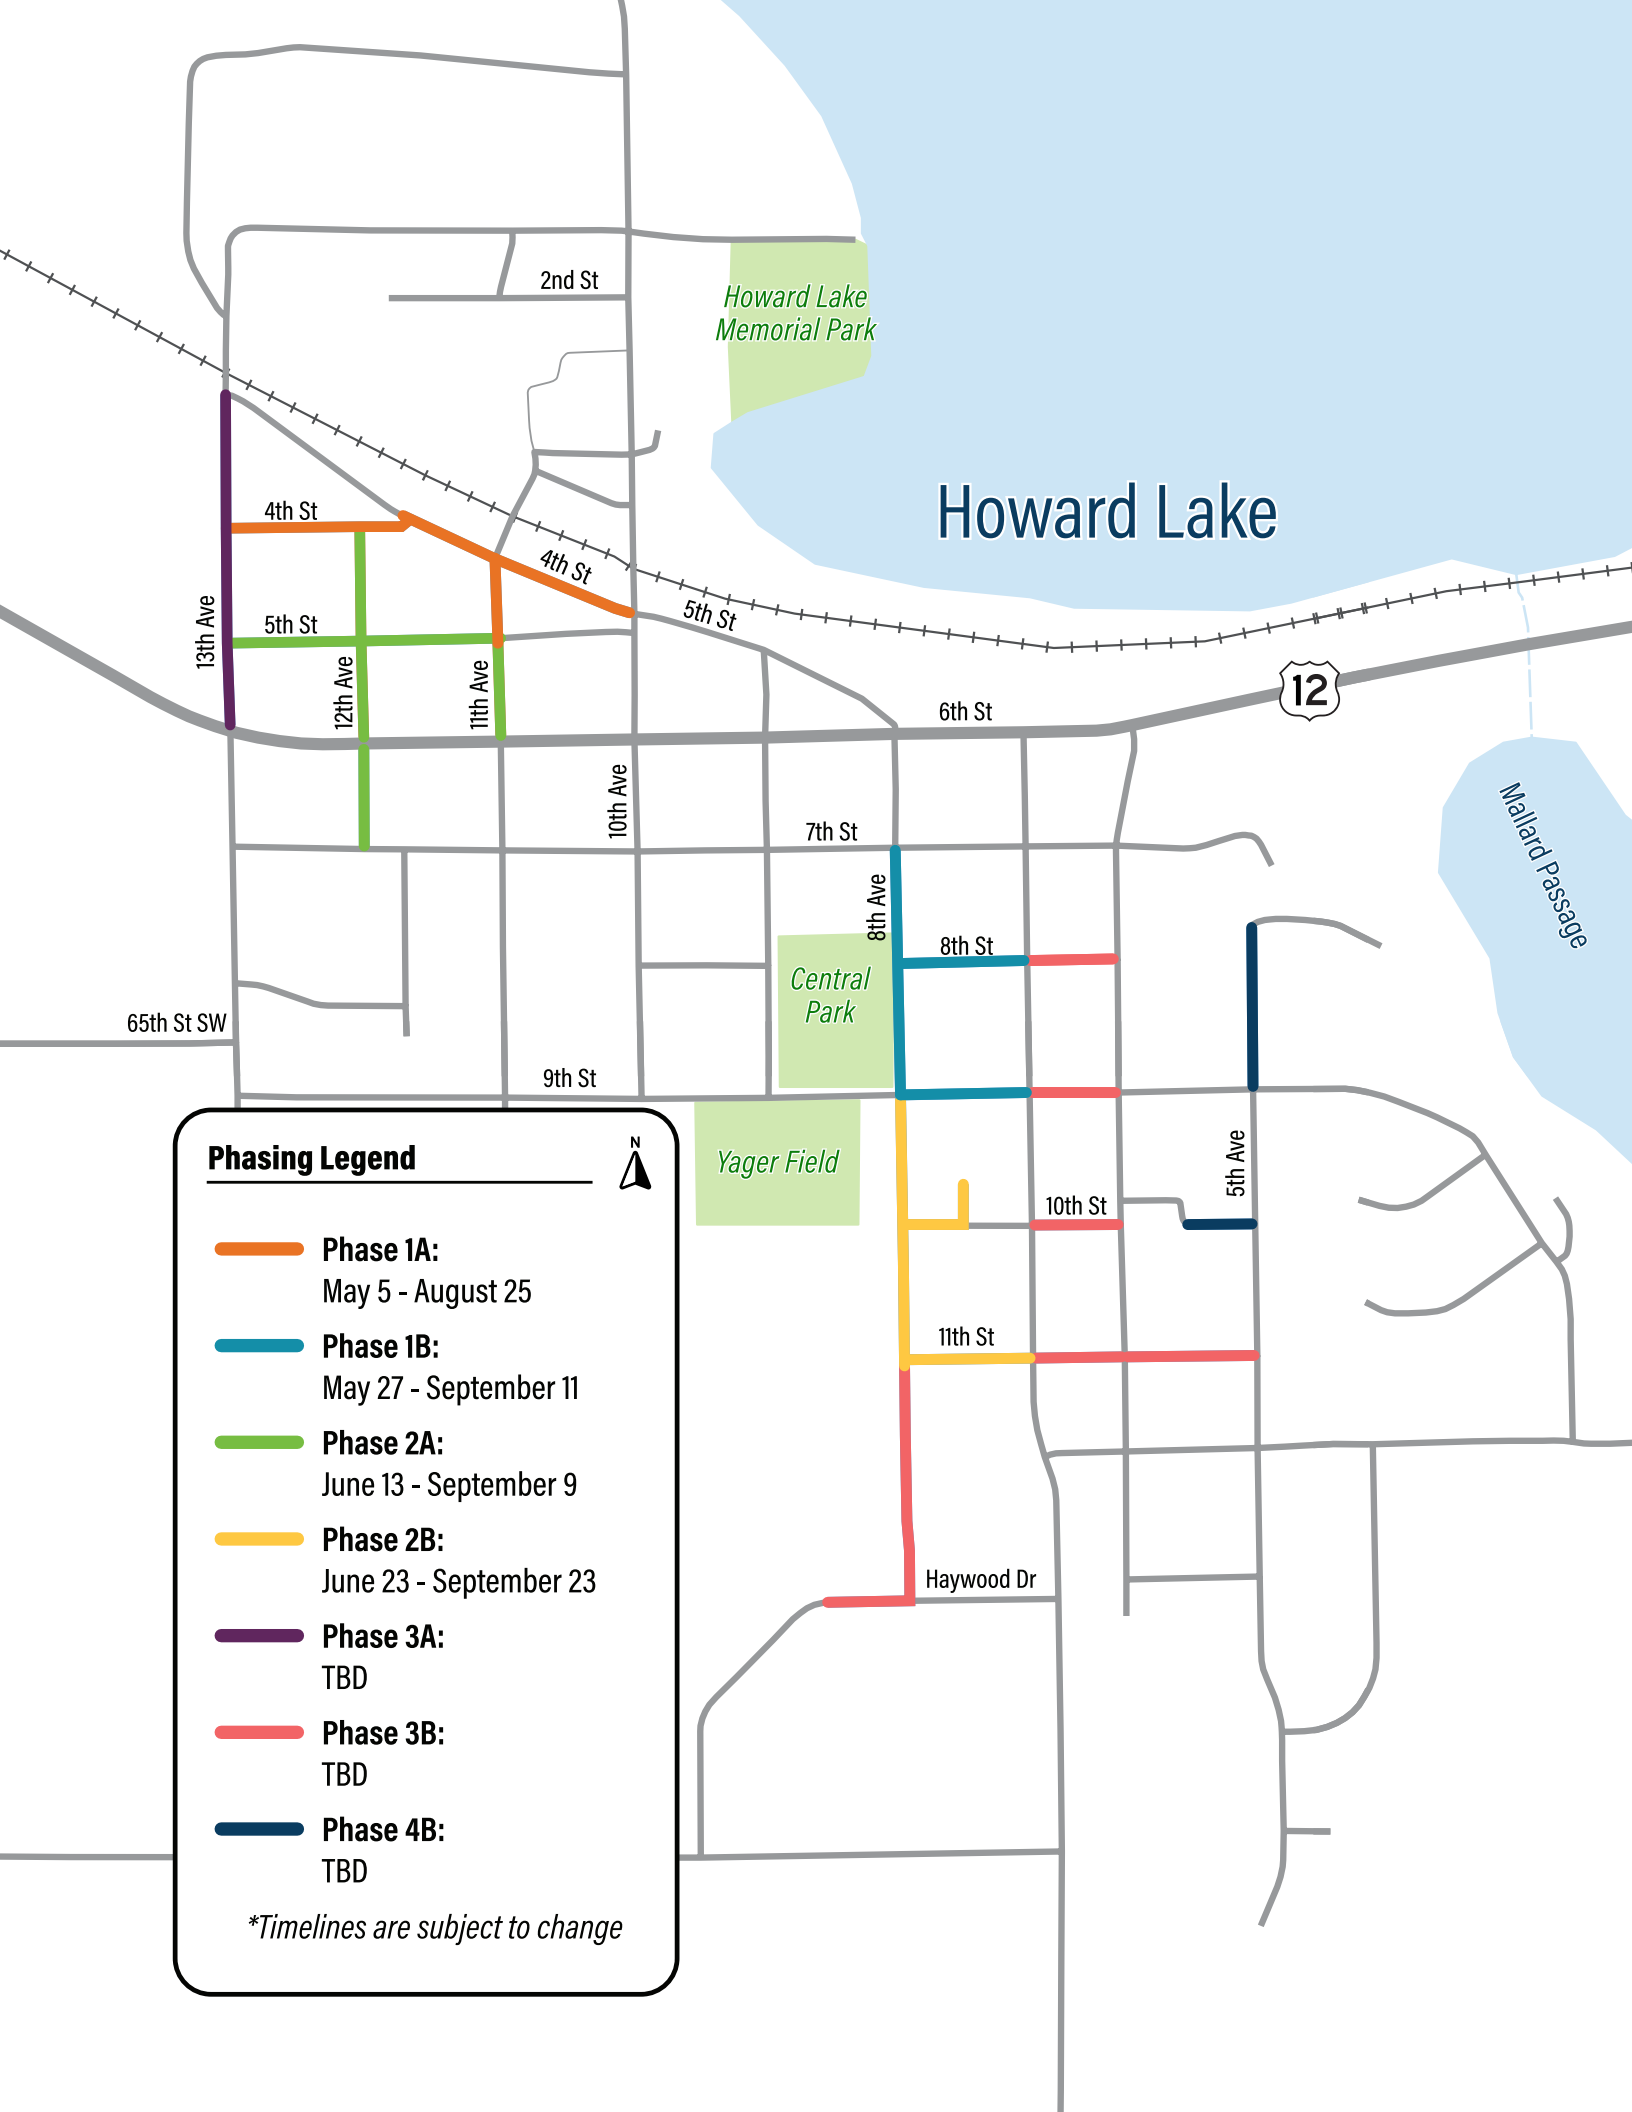 2nd St
Howard Lake
Memorial Park
Howard Lake
4th St
4th St
5th St
5th St
13th Ave
12th Ave
11th Ave
6th St
12
10th Ave
7th St
Mallard Passage
8th Ave
8th St
Central
Park
65th St SW
9th St
Yager Field
5th Ave
10th St
11th St
Haywood Dr
Phasing Legend
N
Phase 1A:
May 5 - August 25
Phase 1B:
May 27 - September 11
Phase 2A:
June 13 - September 9
Phase 2B:
June 23 - September 23
Phase 3A:
TBD
Phase 3B:
TBD
Phase 4B:
TBD
*Timelines are subject to change